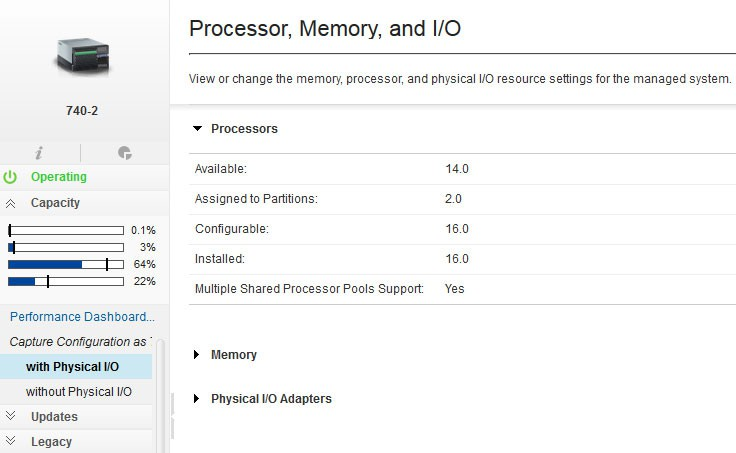 740-2
Operating
Capacity
0.1%
3%
64%
22%
Performance Dashboard...
Capture Configuration as
with Physical I/O
without Physical I/O
Updates
Legacy
Processor, Memory, and I/O
View or change the memory, processor, and physical I/O resource settings for the managed system.
Processors
Available: 14.0
Assigned to Partitions: 2.0
Configurable: 16.0
Installed: 16.0
Multiple Shared Processor Pools Support: Yes
Memory
Physical I/O Adapters